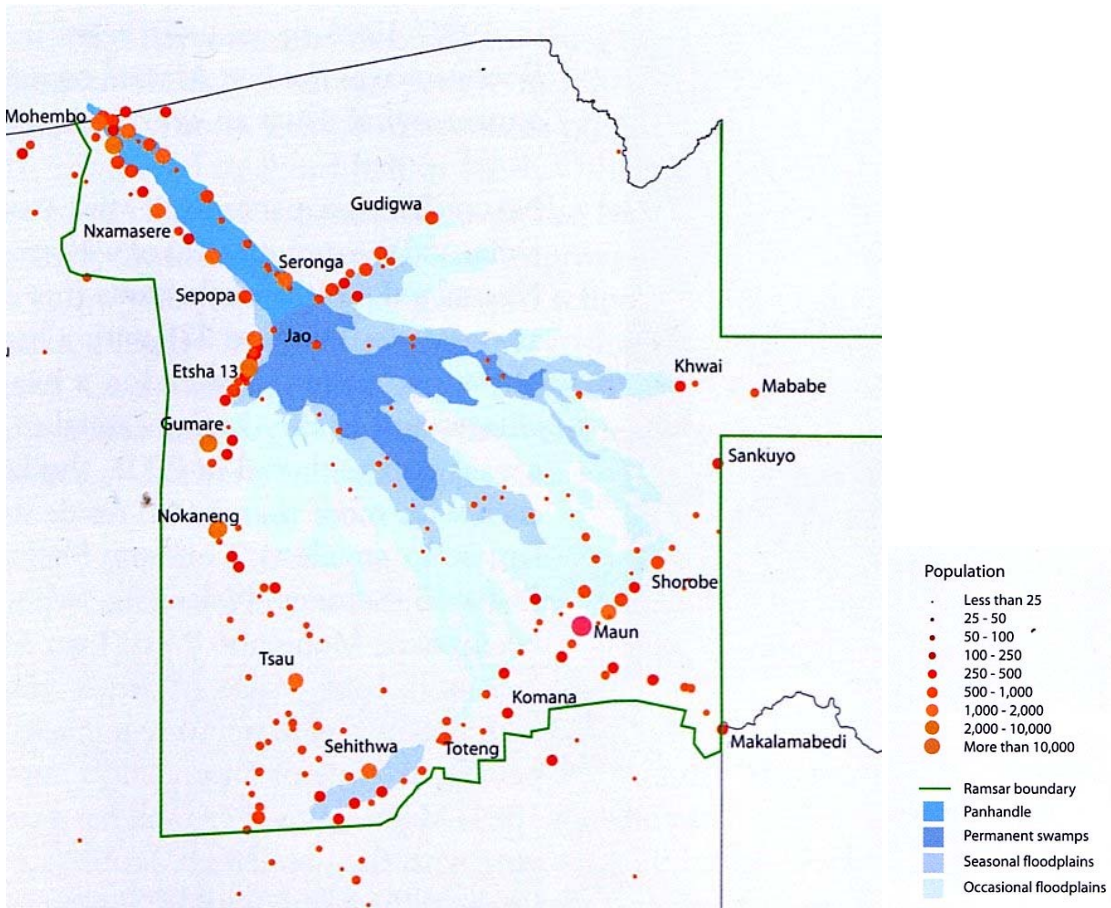 Mohembo
Gudigwa
Nxamasere
Seronga
Sepopa
Jao
Etsha 13
Khwai
Mababe
Gumare
Sankuyo
Nokaneng
Shorobe
Maun
Tsau
Komana
Sehithwa
Toteng
Makalamabedi
Population
Less than 25
25 - 50
50 - 100
100 - 250
250 - 500
500 - 1,000
1,000 - 2,000
2,000 - 10,000
More than 10,000
Ramsar boundary
Panhandle
Permanent swamps
Seasonal floodplains
Occasional floodplains